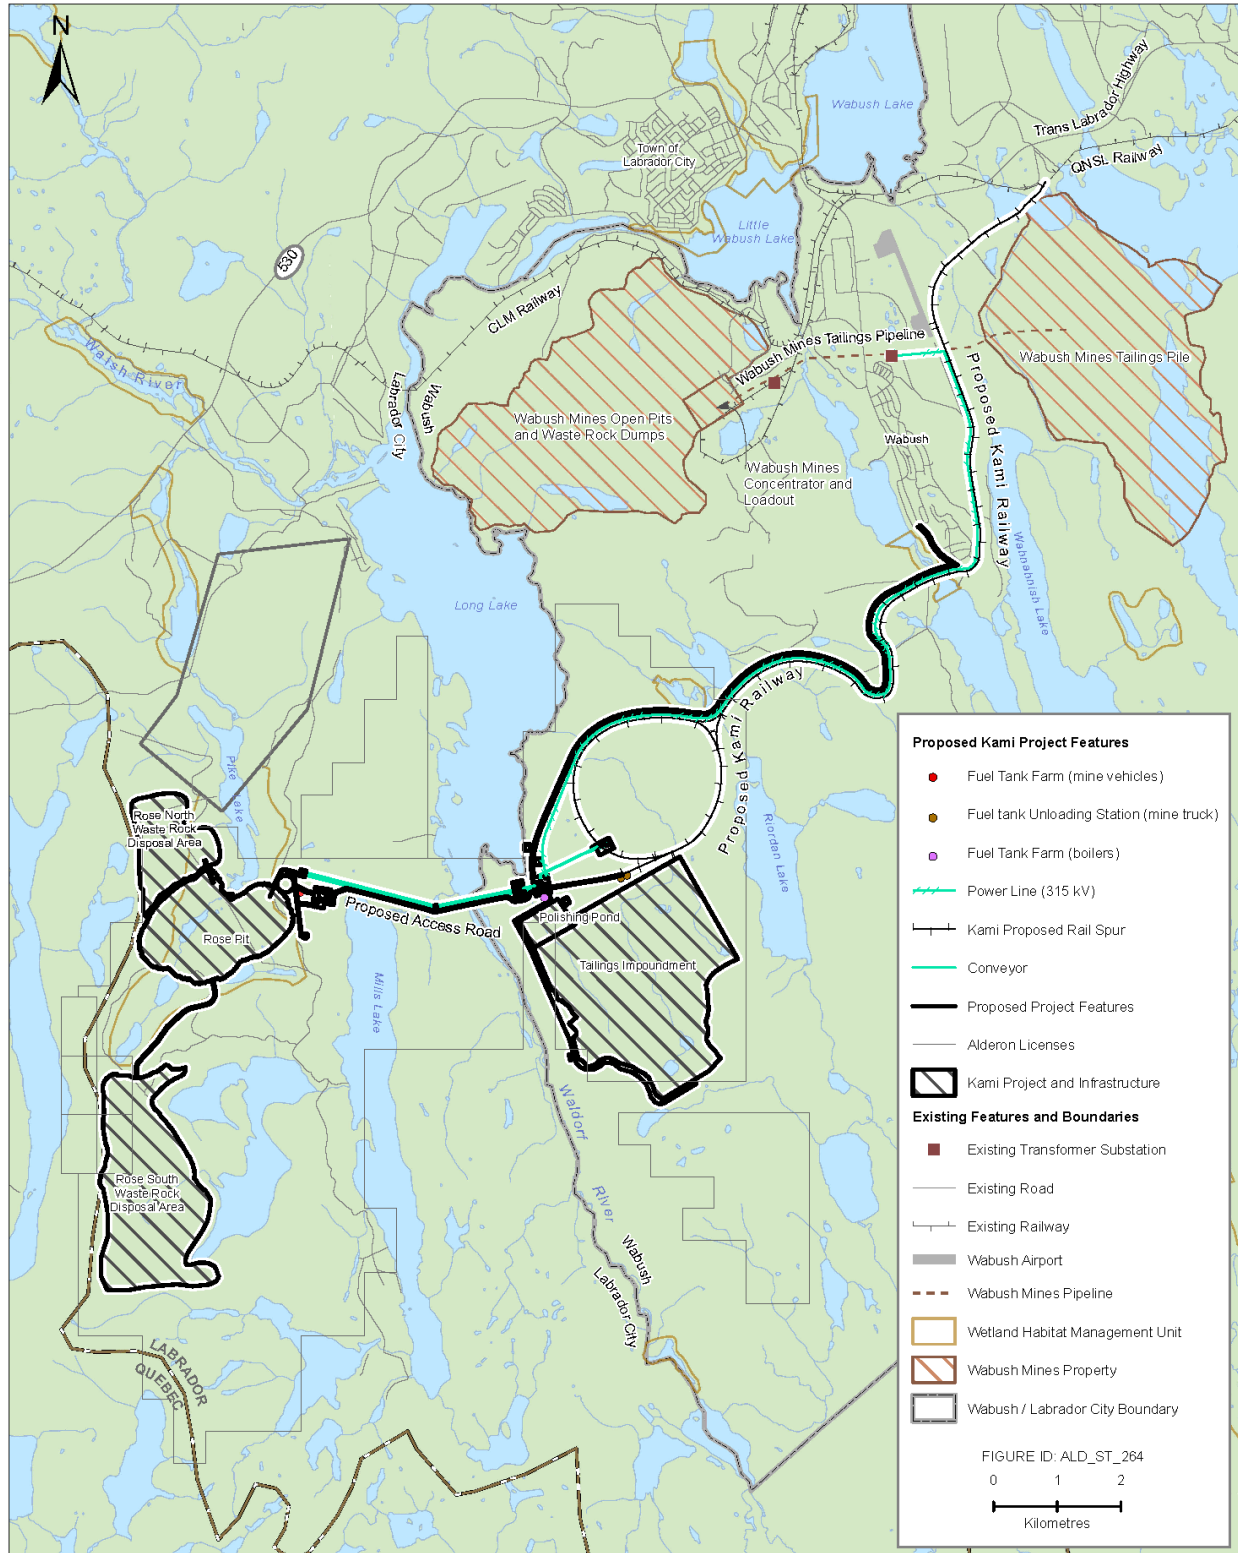 N
Wabush Lake
Trans Labrador Highway
QNSL Railway
Town of
Labrador City
Little
Wabush Lake
530
CLM Railway
Walsh River
Labrador City
Wabush
Wabush Mines Tailings Pipeline
Wabush Mines Tailings Pile
Proposed Kami Railway
Wabush Mines Open Pits
and Waste Rock Dumps
Wabush
Wabush Mines
Concentrator and
Loadout
Wahnahnish Lake
Long Lake
Proposed Kami Railway
Proposed Kami Railway
Pike Lake
Riordan Lake
Rose North
Waste Rock
Disposal Area
Rose Pit
Proposed Access Road
Polishing Pond
Tailings Impoundment
Mills Lake
Waldorf
River
Rose South
Waste Rock
Disposal Area
Wabush
Labrador City
LABRADOR
QUEBEC
Proposed Kami Project Features
Fuel Tank Farm (mine vehicles)
Fuel tank Unloading Station (mine truck)
Fuel Tank Farm (boilers)
Power Line (315 kV)
Kami Proposed Rail Spur
Conveyor
Proposed Project Features
Alderon Licenses
Kami Project and Infrastructure
Existing Features and Boundaries
Existing Transformer Substation
Existing Road
Existing Railway
Wabush Airport
Wabush Mines Pipeline
Wetland Habitat Management Unit
Wabush Mines Property
Wabush / Labrador City Boundary
FIGURE ID: ALD_ST_264
0 1 2
Kilometres